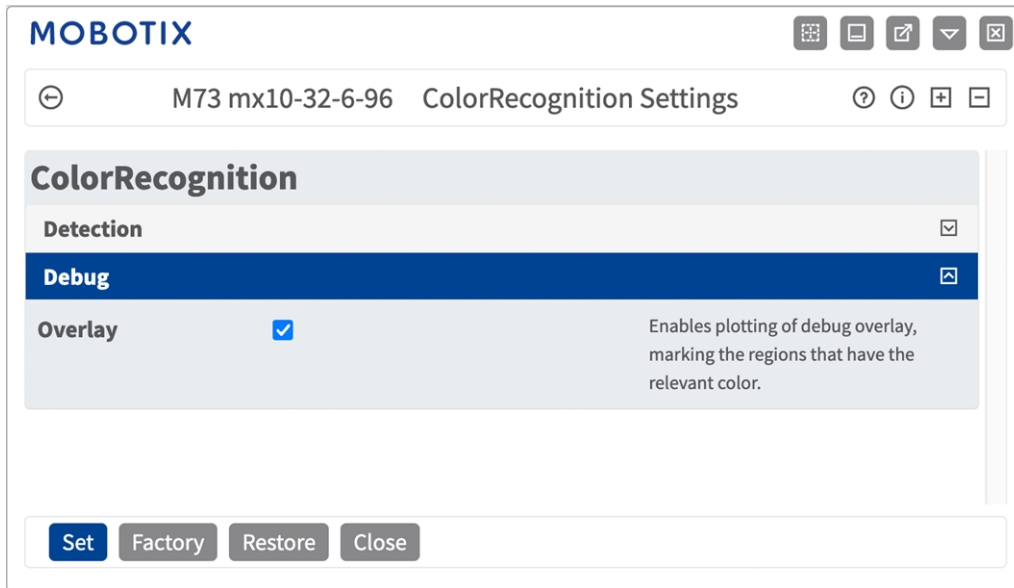 MOBOTIX
M73 mx10-32-6-96 ColorRecognition Settings
ColorRecognition
Detection
Debug
Overlay
Enables plotting of debug overlay,
marking the regions that have the
relevant color.
Set Factory Restore Close